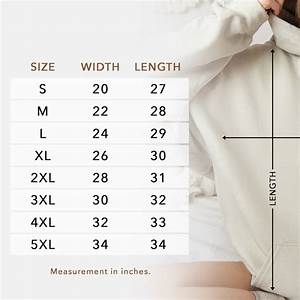 SIZE WIDTH LENGTH
S 20 27
M 22 28
L 24 29
XL 26 30
2XL 28 31
3XL 30 32
4XL 32 33
5XL 34 34
Measurement in inches.
LENGTH